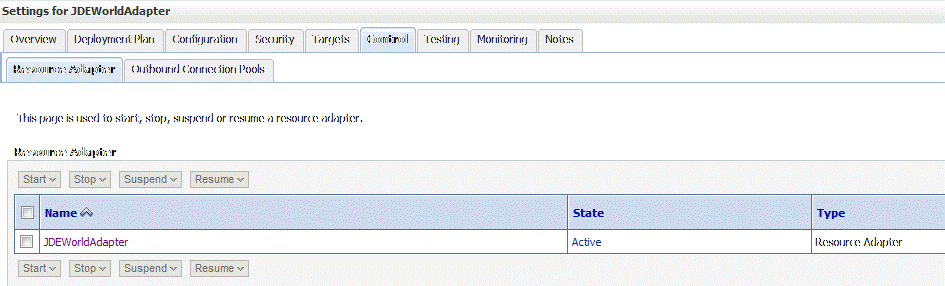 Settings for JDEWorldAdapter
Overview Deployment Plan Configuration Security Targets Control Testing Monitoring Notes
Resource Adapter Outbound Connection Pools
This page is used to start, stop, suspend or resume a resource adapter.
Resource Adapter
Start Stop Suspend Resume
Name State Type
JDEWorldAdapter Active Resource Adapter
Start Stop Suspend Resume